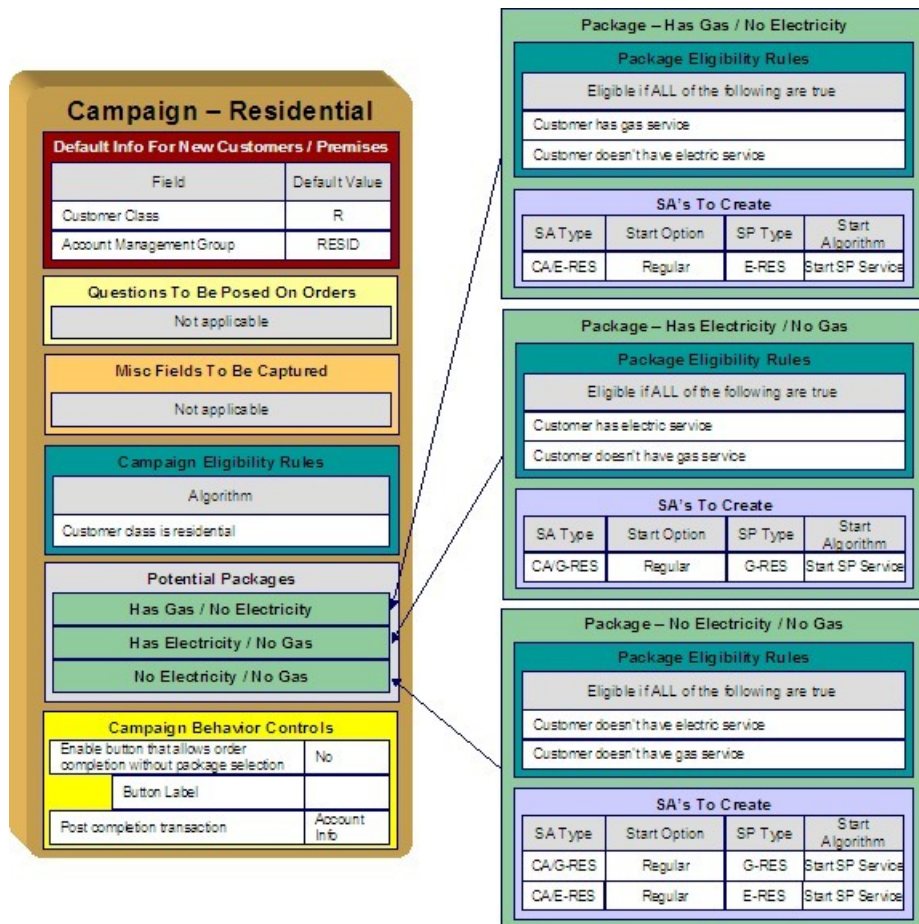 Campaign – Residential
Default Info For New Customers / Premises
Field Default Value
Customer Class R
Account Management Group RESID
Questions To Be Posed On Orders
Not applicable
Misc Fields To Be Captured
Not applicable
Campaign Eligibility Rules
Algorithm
Customer class is residential
Potential Packages
Has Gas / No Electricity
Has Electricity / No Gas
No Electricity / No Gas
Campaign Behavior Controls
Enable button that allows order
completion without package selection No
Button Label
Post completion transaction Account
Info
Package – Has Gas / No Electricity
Package Eligibility Rules
Eligible if ALL of the following are true
Customer has gas service
Customer doesn't have electric service
SA's To Create
SA Type Start Option SP Type Start
Algorithm
CA/E-RES Regular E-RES Start SP Service
Package – Has Electricity / No Gas
Package Eligibility Rules
Eligible if ALL of the following are true
Customer has electric service
Customer doesn't have gas service
SA's To Create
SA Type Start Option SP Type Start
Algorithm
CA/G-RES Regular G-RES Start SP Service
Package – No Electricity / No Gas
Package Eligibility Rules
Eligible if ALL of the following are true
Customer doesn't have electric service
Customer doesn't have gas service
SA's To Create
SA Type Start Option SP Type Start
Algorithm
CA/G-RES Regular G-RES Start SP Service
CA/E-RES Regular E-RES Start SP Service